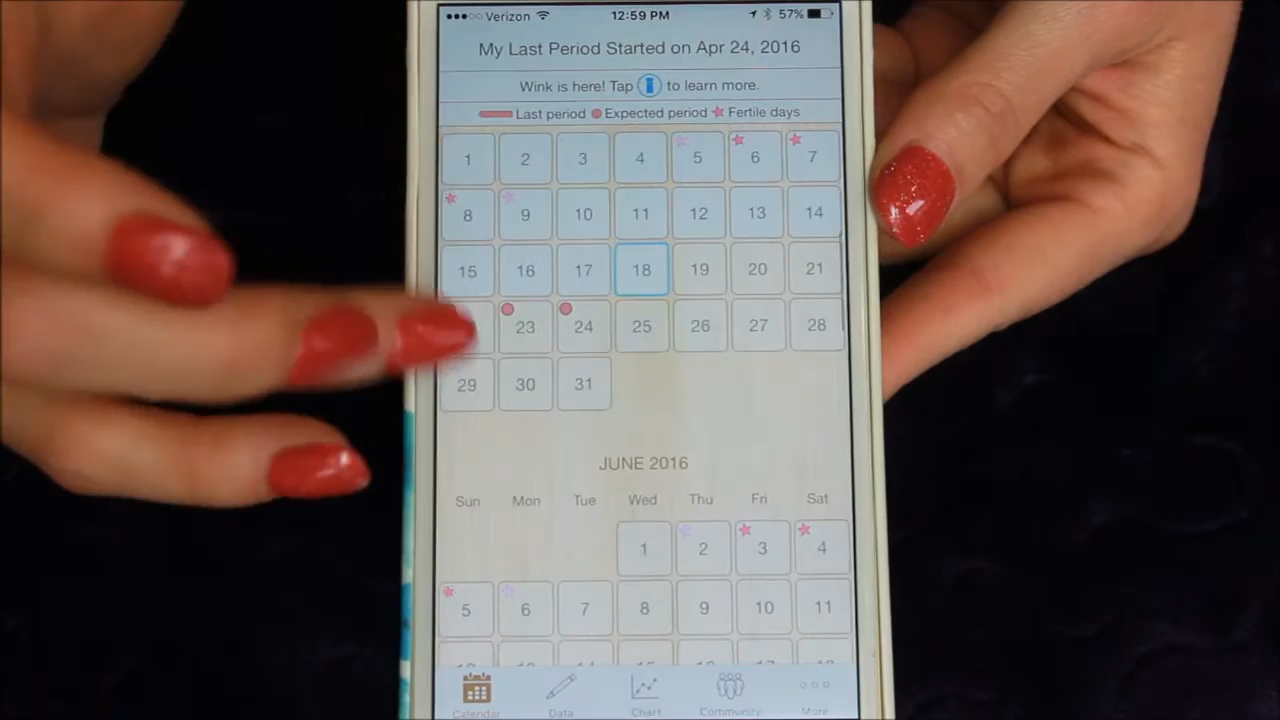 Verizon 12:59 PM 57%
My Last Period Started on Apr 24, 2016
Wink is here! Tap to learn more.
Last period Expected period Fertile days
1 2 3 4 5 6 7
8 9 10 11 12 13 14
15 16 17 18 19 20 21
23 24 25 26 27 28
29 30 31
JUNE 2016
Sun Mon Tue Wed Thu Fri Sat
1 2 3 4
5 6 7 8 9 10 11
Calendar Data Chart Community More